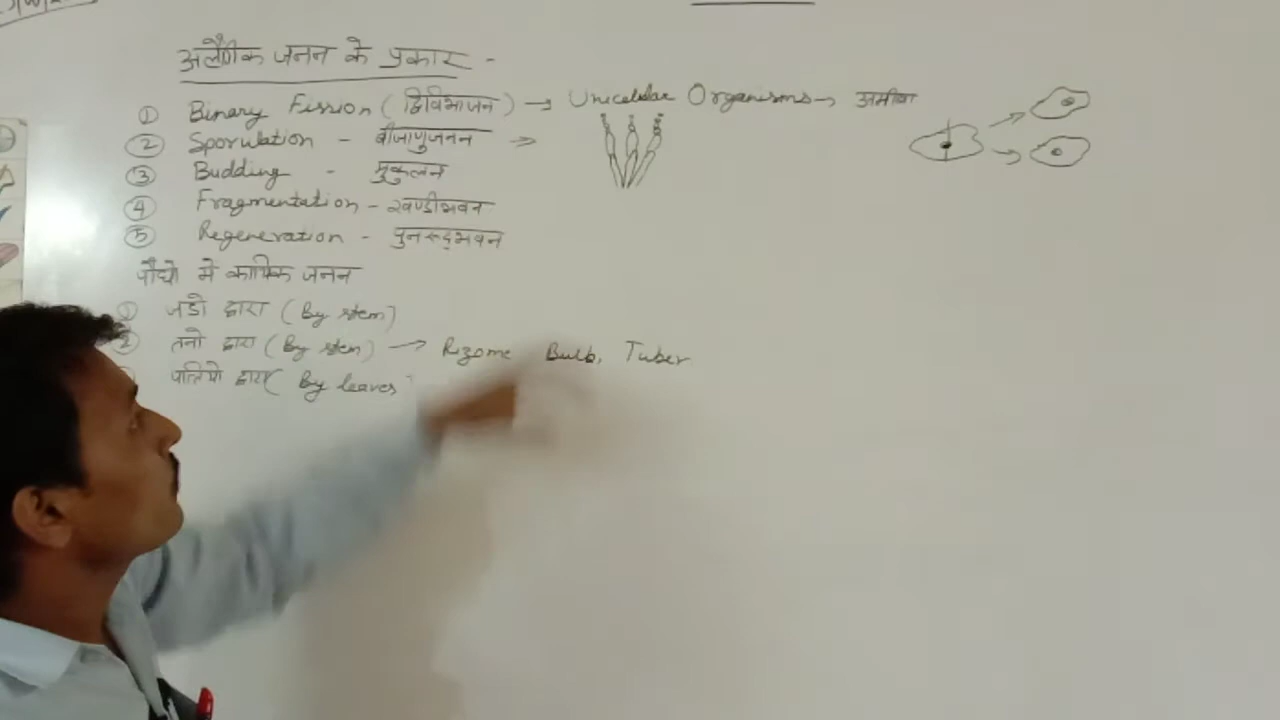 अलैंगिक जनन के प्रकार -
① Binary Fission (द्विविभाजन) → Unicellular Organisms → अमीबा
② Sporulation - बीजाणुजनन ⇒
③ Budding - मुकुलन
④ Fragmentation - खण्डीभवन
⑤ Regeneration - पुनरुद्भवन
पौधो में कायिक जनन
① जडो द्वारा (By stem)
② तनो द्वारा (By stem) → Rizome Bulb, Tuber
पत्तियो द्वारा (By leaves